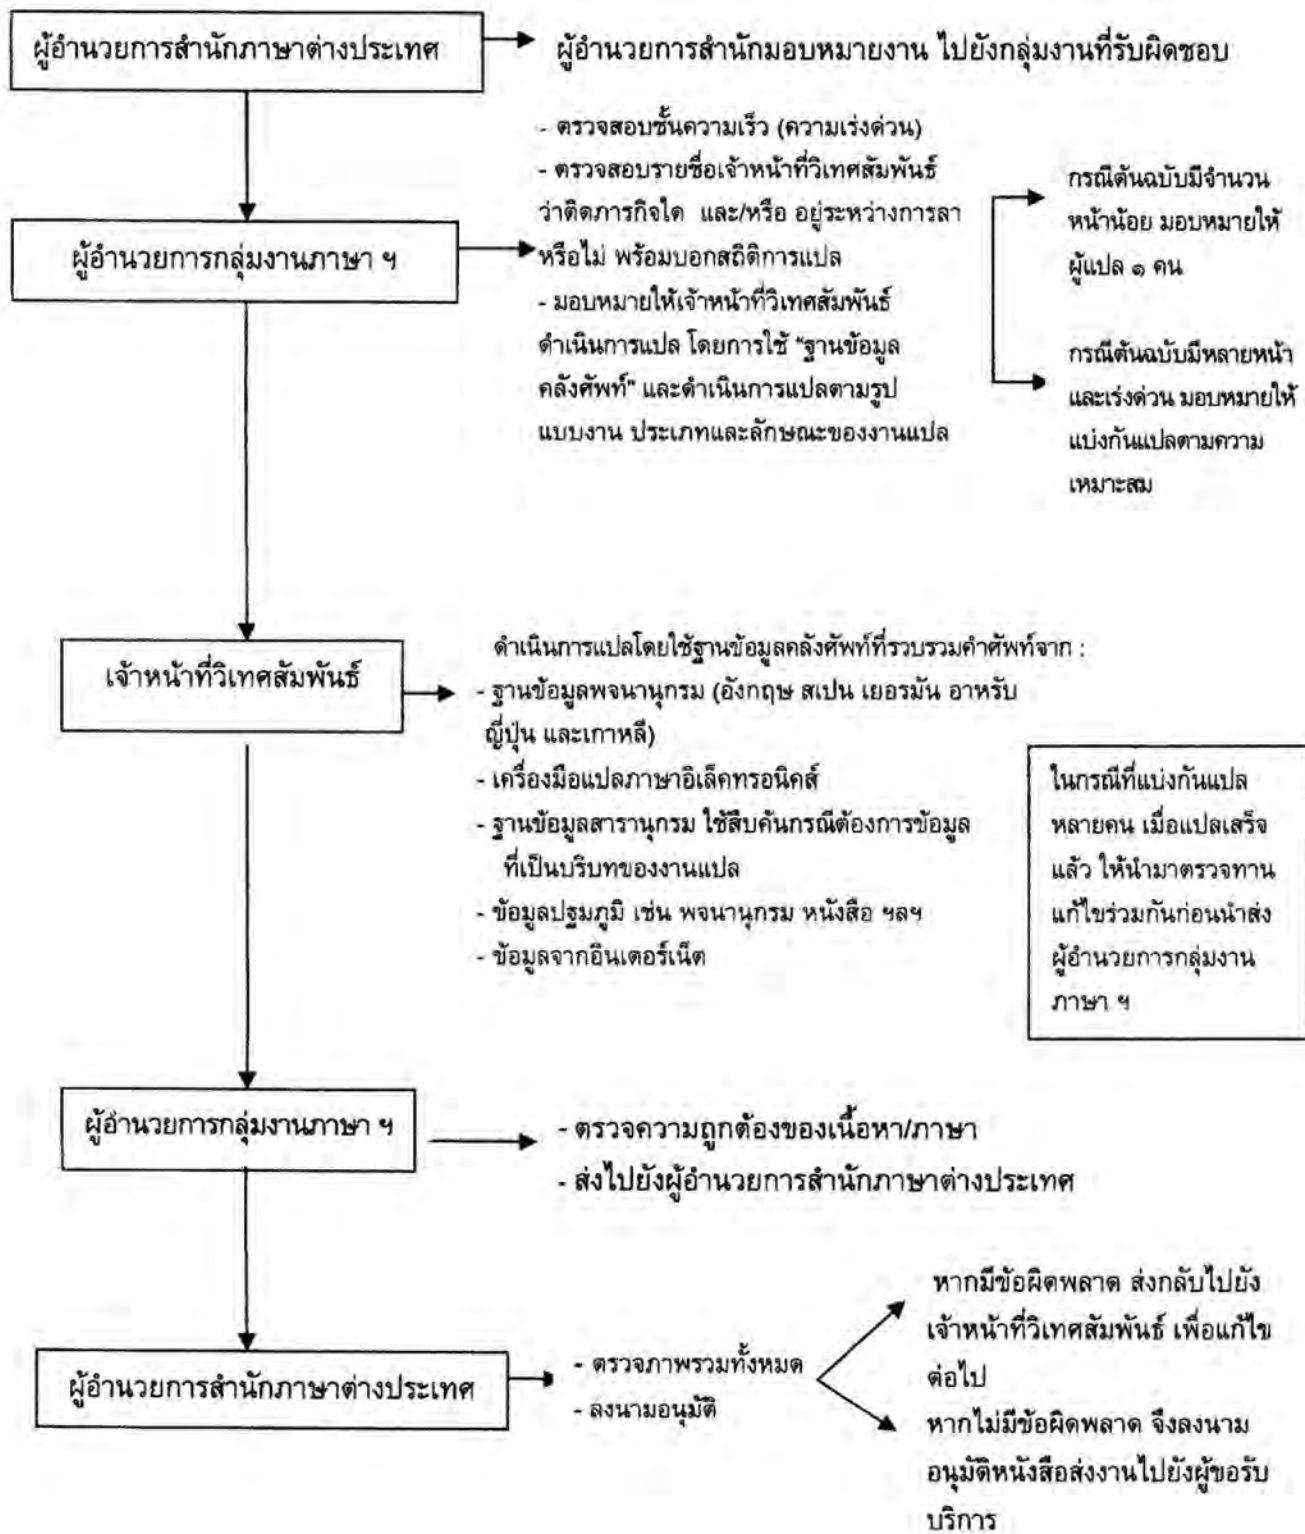 ผู้อำนวยการสำนักภาษาต่างประเทศ
ผู้อำนวยการสำนักมอบหมายงาน ไปยังกลุ่มงานที่รับผิดชอบ
ผู้อำนวยการกลุ่มงานภาษา ฯ
- ตรวจสอบชั้นความเร็ว (ความเร่งด่วน)
- ตรวจสอบรายชื่อเจ้าหน้าที่วิเทศสัมพันธ์
ว่าติดภารกิจใด และ/หรือ อยู่ระหว่างการลา
หรือไม่ พร้อมบอกสถิติการแปล
- มอบหมายให้เจ้าหน้าที่วิเทศสัมพันธ์
ดำเนินการแปล โดยการใช้ "ฐานข้อมูล
คลังศัพท์" และดำเนินการแปลตามรูป
แบบงาน ประเภทและลักษณะของงานแปล
กรณีต้นฉบับมีจำนวน
หน้าน้อย มอบหมายให้
ผู้แปล ๑ คน
กรณีต้นฉบับมีหลายหน้า
และเร่งด่วน มอบหมายให้
แบ่งกันแปลตามความ
เหมาะสม
เจ้าหน้าที่วิเทศสัมพันธ์
ดำเนินการแปลโดยใช้ฐานข้อมูลคลังศัพท์ที่รวบรวมคำศัพท์จาก :
- ฐานข้อมูลพจนานุกรม (อังกฤษ สเปน เยอรมัน อาหรับ
ญี่ปุ่น และเกาหลี)
- เครื่องมือแปลภาษาอิเล็คทรอนิคส์
- ฐานข้อมูลสารานุกรม ใช้สืบค้นกรณีต้องการข้อมูล
ที่เป็นบริบทของงานแปล
- ข้อมูลปฐมภูมิ เช่น พจนานุกรม หนังสือ ฯลฯ
- ข้อมูลจากอินเตอร์เน็ต
ในกรณีที่แบ่งกันแปล
หลายคน เมื่อแปลเสร็จ
แล้ว ให้นำมาตรวจทาน
แก้ไขร่วมกันก่อนนำส่ง
ผู้อำนวยการกลุ่มงาน
ภาษา ฯ
ผู้อำนวยการกลุ่มงานภาษา ฯ
- ตรวจความถูกต้องของเนื้อหา/ภาษา
- ส่งไปยังผู้อำนวยการสำนักภาษาต่างประเทศ
ผู้อำนวยการสำนักภาษาต่างประเทศ
- ตรวจภาพรวมทั้งหมด
- ลงนามอนุมัติ
หากมีข้อผิดพลาด ส่งกลับไปยัง
เจ้าหน้าที่วิเทศสัมพันธ์ เพื่อแก้ไข
ต่อไป
หากไม่มีข้อผิดพลาด จึงลงนาม
อนุมัติหนังสือส่งงานไปยังผู้ขอรับ
บริการ